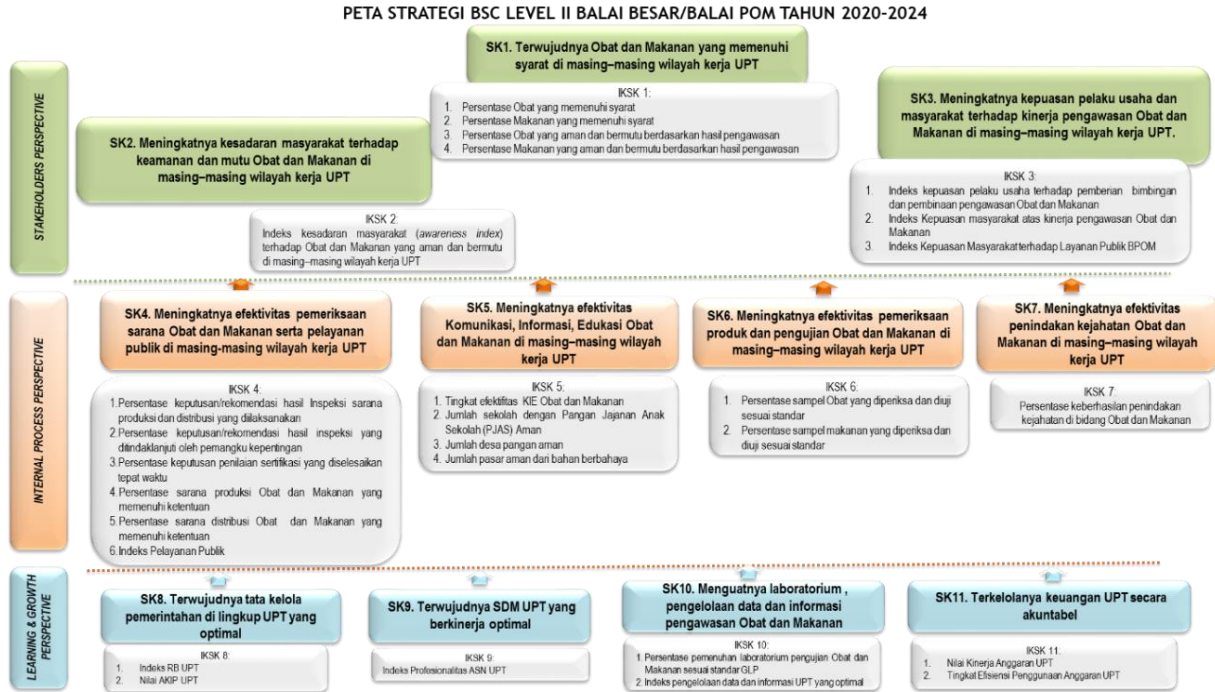 PETA STRATEGI BSC LEVEL II BALAI BESAR/BALAI POM TAHUN 2020-2024
STAKEHOLDERS PERSPECTIVE
SK1. Terwujudnya Obat dan Makanan yang memenuhi
syarat di masing–masing wilayah kerja UPT
IKSK 1:
1. Persentase Obat yang memenuhi syarat
2. Persentase Makanan yang memenuhi syarat
3. Persentase Obat yang aman dan bermutu berdasarkan hasil pengawasan
4. Persentase Makanan yang aman dan bermutu berdasarkan hasil pengawasan
SK2. Meningkatnya kesadaran masyarakat terhadap
keamanan dan mutu Obat dan Makanan di
masing–masing wilayah kerja UPT
IKSK 2:
Indeks kesadaran masyarakat (awareness index)
terhadap Obat dan Makanan yang aman dan bermutu
di masing–masing wilayah kerja UPT
SK3. Meningkatnya kepuasan pelaku usaha dan
masyarakat terhadap kinerja pengawasan Obat
dan Makanan di masing–masing wilayah kerja UPT.
IKSK 3:
1. Indeks kepuasan pelaku usaha terhadap pemberian bimbingan
dan pembinaan pengawasan Obat dan Makanan
2. Indeks Kepuasan masyarakat atas kinerja pengawasan Obat dan
Makanan
3. Indeks Kepuasan Masyarakat terhadap Layanan Publik BPOM
INTERNAL PROCESS PERSPECTIVE
SK4. Meningkatnya efektivitas pemeriksaan
sarana Obat dan Makanan serta pelayanan
publik di masing-masing wilayah kerja UPT
IKSK 4:
1.Persentase keputusan/rekomendasi hasil Inspeksi sarana
produksi dan distribusi yang dilaksanakan
2.Persentase keputusan/rekomendasi hasil inspeksi yang
ditindaklanjuti oleh pemangku kepentingan
3.Persentase keputusan penilaian sertifikasi yang diselesaikan
tepat waktu
4.Persentase sarana produksi Obat dan Makanan yang
memenuhi ketentuan
5.Persentase sarana distribusi Obat dan Makanan yang
memenuhi ketentuan
6.Indeks Pelayanan Publik
SK5. Meningkatnya efektivitas
Komunikasi, Informasi, Edukasi Obat
dan Makanan di masing–masing wilayah
kerja UPT
IKSK 5:
1. Tingkat efektifitas KIE Obat dan Makanan
2. Jumlah sekolah dengan Pangan Jajanan Anak
Sekolah (PJAS) Aman
3. Jumlah desa pangan aman
4. Jumlah pasar aman dari bahan berbahaya
SK6. Meningkatnya efektivitas pemeriksaan
produk dan pengujian Obat dan Makanan di
masing–masing wilayah kerja UPT
IKSK 6:
1. Persentase sampel Obat yang diperiksa dan diuji
sesuai standar
2. Persentase sampel makanan yang diperiksa dan
diuji sesuai standar
SK7. Meningkatnya efektivitas
penindakan kejahatan Obat dan
Makanan di masing–masing wilayah
kerja UPT
IKSK 7:
Persentase keberhasilan penindakan
kejahatan di bidang Obat dan Makanan
LEARNING & GROWTH
PERSPECTIVE
SK8. Terwujudnya tata kelola
pemerintahan di lingkup UPT yang
optimal
IKSK 8:
1. Indeks RB UPT
2. Nilai AKIP UPT
SK9. Terwujudnya SDM UPT yang
berkinerja optimal
IKSK 9:
Indeks Profesionalitas ASN UPT
SK10. Menguatnya laboratorium ,
pengelolaan data dan informasi
pengawasan Obat dan Makanan
IKSK 10:
1. Persentase pemenuhan laboratorium pengujian Obat dan
Makanan sesuai standar GLP
2. Indeks pengelolaan data dan informasi UPT yang optimal
SK11. Terkelolanya keuangan UPT secara
akuntabel
IKSK 11:
1. Nilai Kinerja Anggaran UPT
2. Tingkat Efisiensi Penggunaan Anggaran UPT